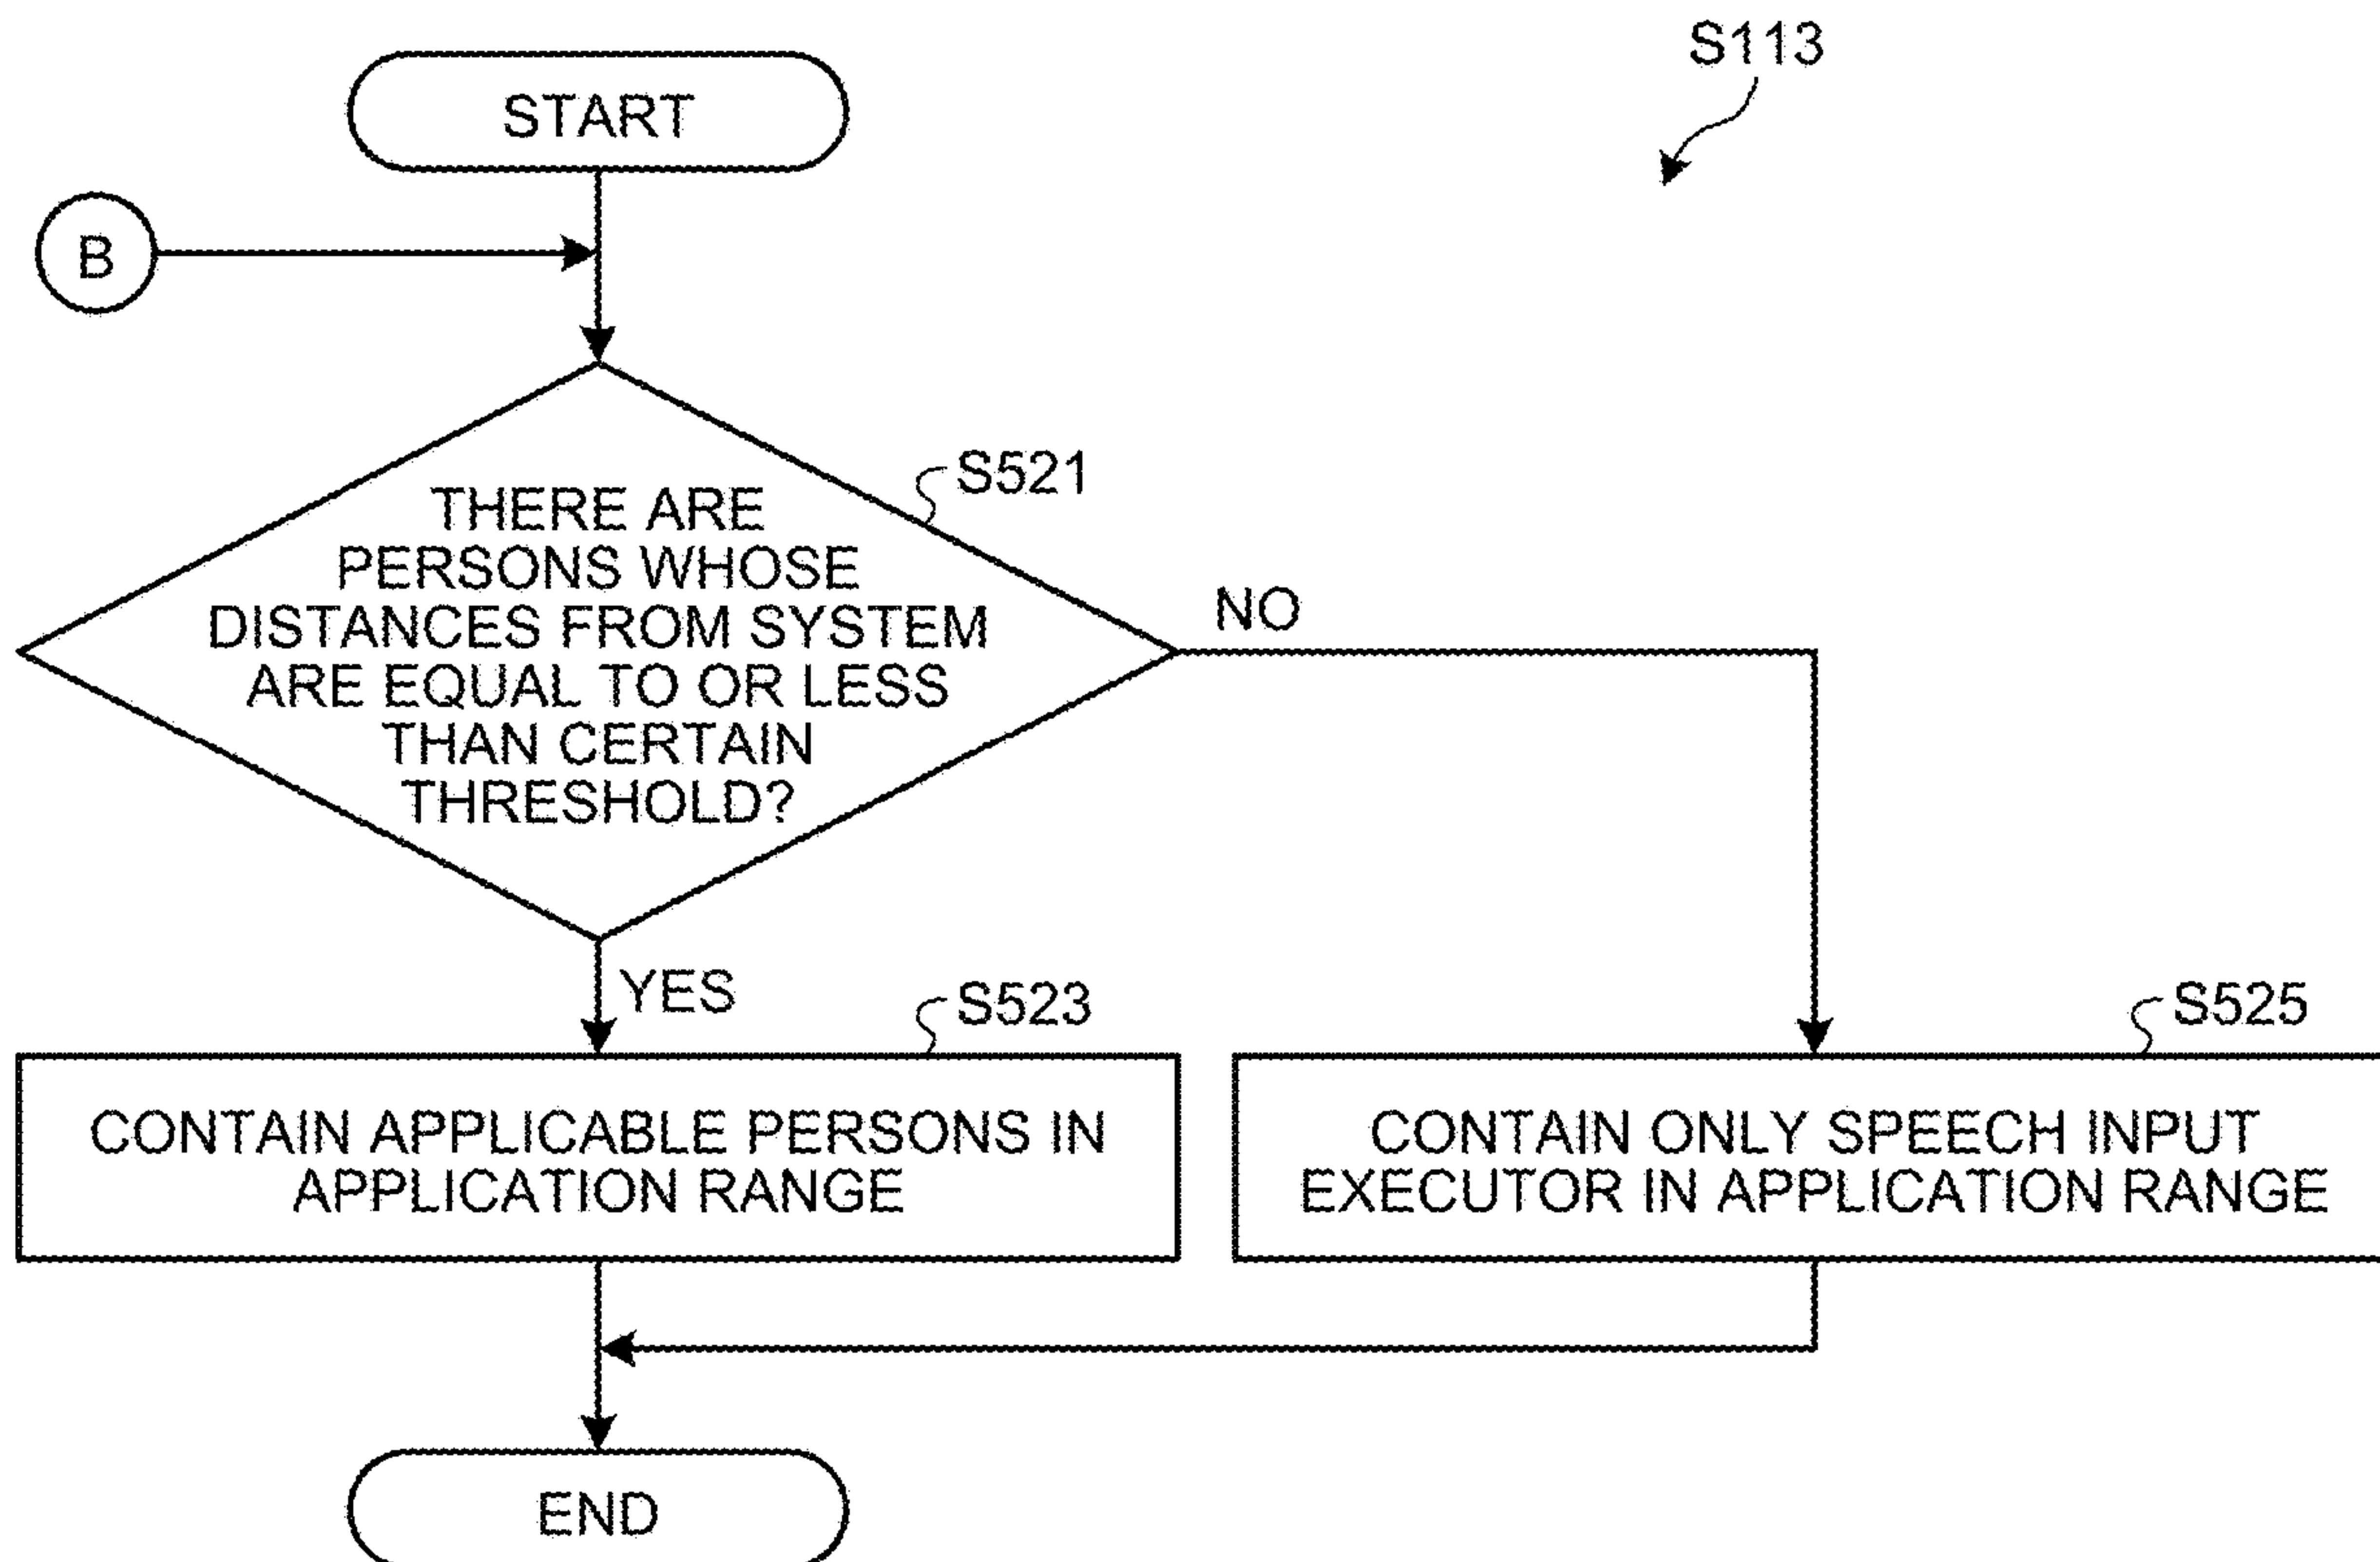 S113
START
B
S521
THERE ARE
PERSONS WHOSE
DISTANCES FROM SYSTEM
ARE EQUAL TO OR LESS
THAN CERTAIN
THRESHOLD?
NO
YES
S523
CONTAIN APPLICABLE PERSONS IN
APPLICATION RANGE
S525
CONTAIN ONLY SPEECH INPUT
EXECUTOR IN APPLICATION RANGE
END